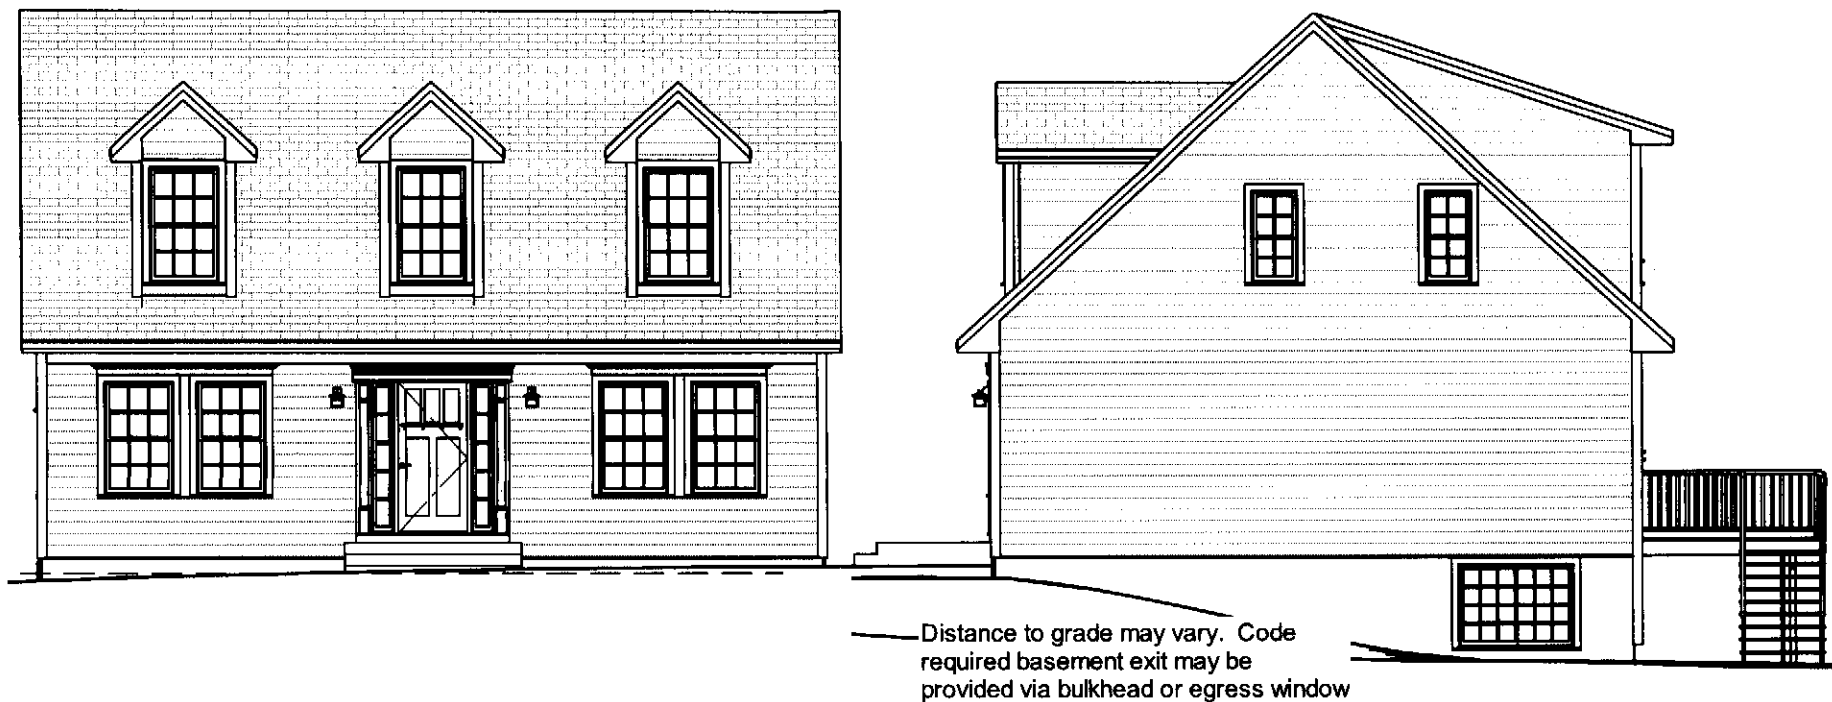 Distance to grade may vary.  Code
required basement exit may be
provided via bulkhead or egress window